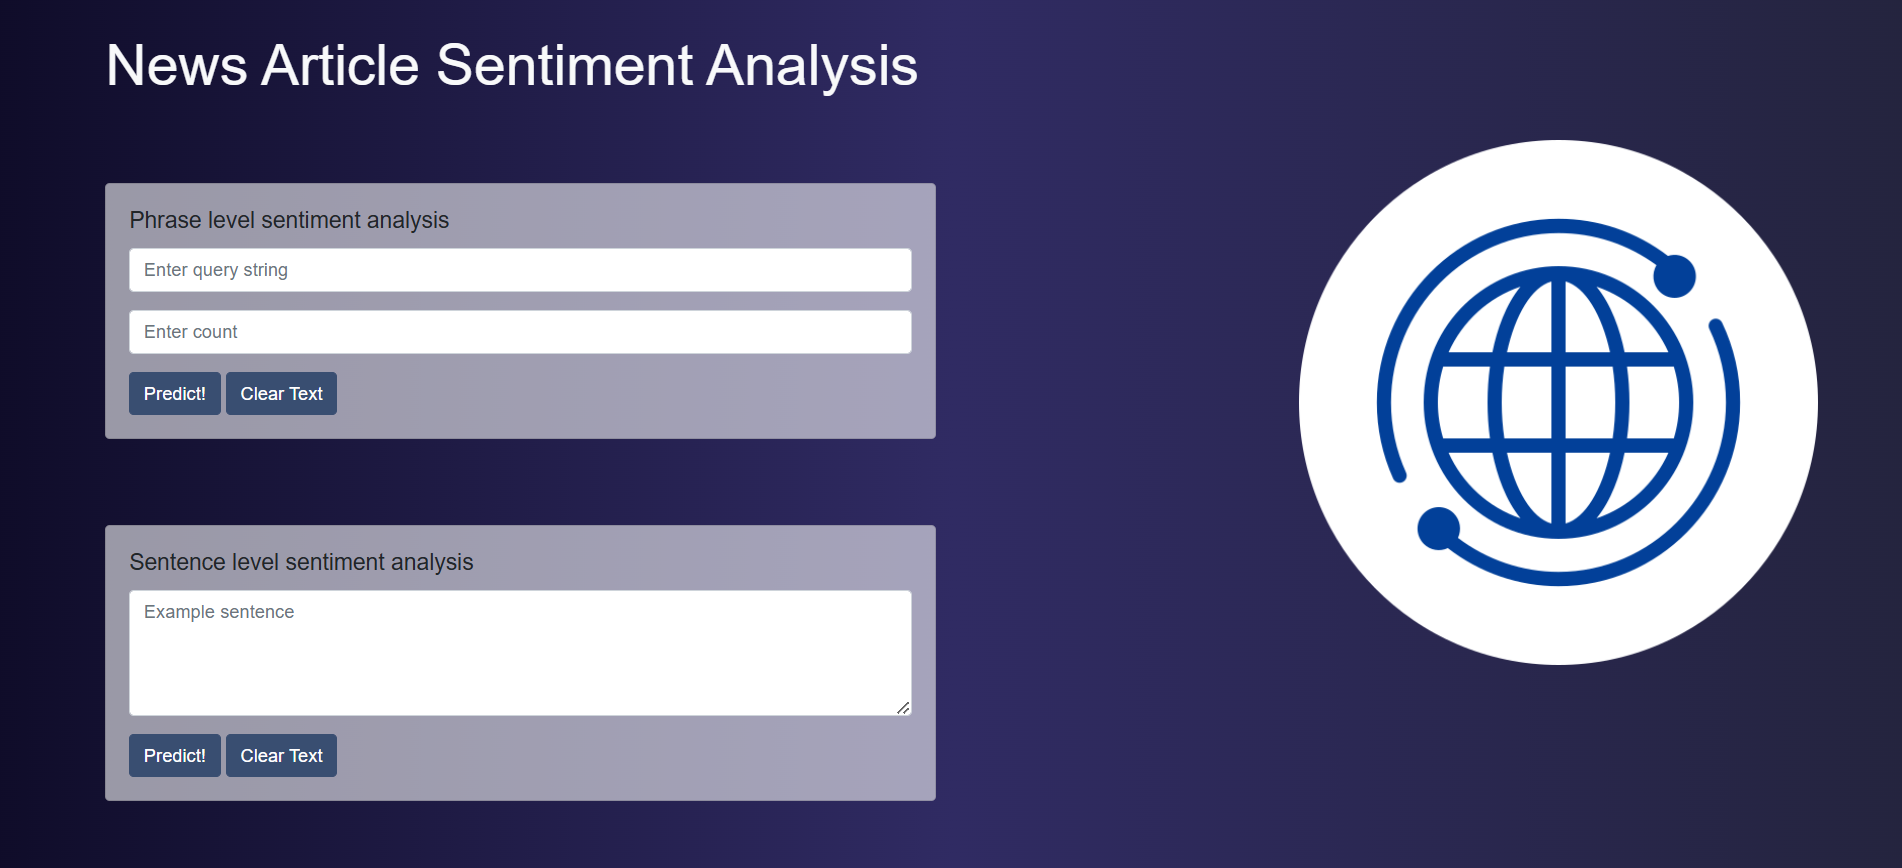 News Article Sentiment Analysis
Phrase level sentiment analysis
Enter query string
Enter count
Predict! Clear Text
Sentence level sentiment analysis
Example sentence
Predict! Clear Text